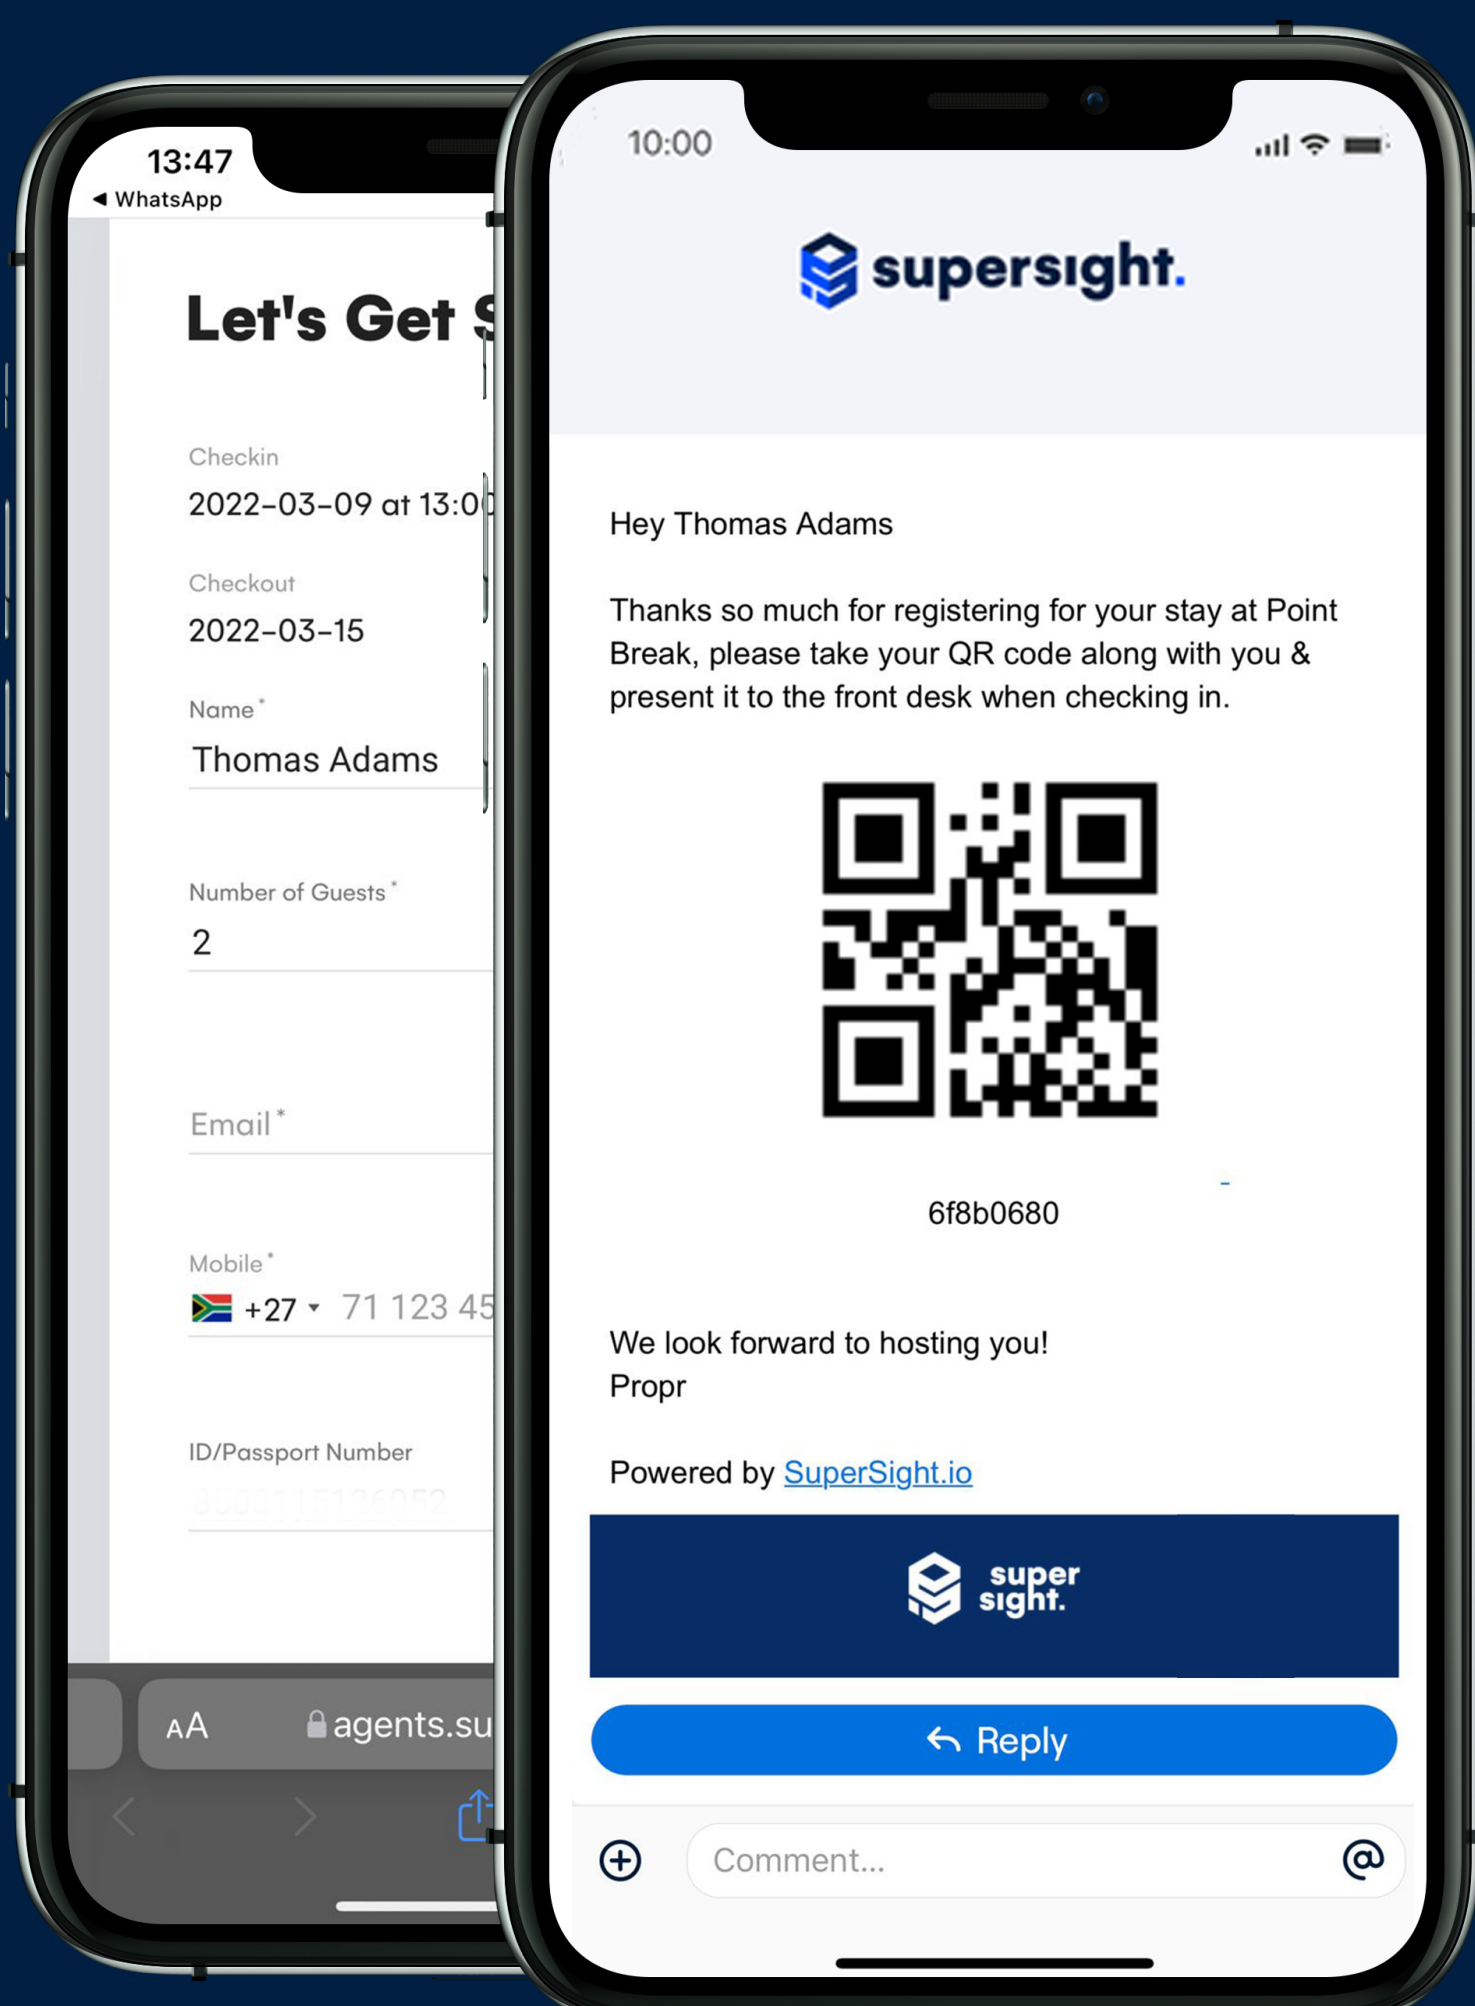 13:47
WhatsApp
Let's Get
Checkin
2022-03-09 at 13:00
Checkout
2022-03-15
Name*
Thomas Adams
Number of Guests*
2
Email*
Mobile*
+27 71 123 45
ID/Passport Number
AA agents.su
10:00
supersight.
Hey Thomas Adams
Thanks so much for registering for your stay at Point
Break, please take your QR code along with you &
present it to the front desk when checking in.
6f8b0680
We look forward to hosting you!
Propr
Powered by SuperSight.io
super
sight.
Reply
Comment...
@